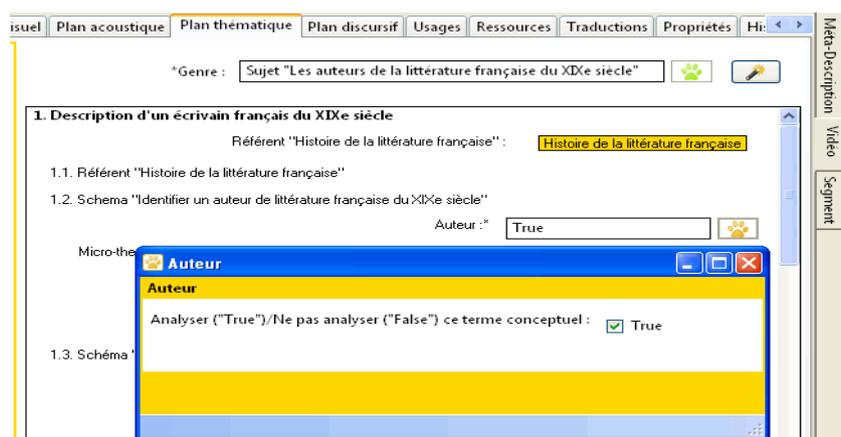 isuel Plan acoustique Plan thématique Plan discursif Usages Ressources Traductions Propriétés
*Genre : Sujet "Les auteurs de la littérature française du XIXe siècle"
1. Description d'un écrivain français du XIXe siècle
Référent "Histoire de la littérature française" : Histoire de la littérature française
1.1. Référent "Histoire de la littérature française"
1.2. Schema "Identifier un auteur de littérature française du XIXe siècle"
Auteur :* True
Micro-the
Auteur
Auteur
Analyser ("True")/Ne pas analyser ("False") ce terme conceptuel : True
1.3. Schéma "
Méta-Description
Vidéo
Segment